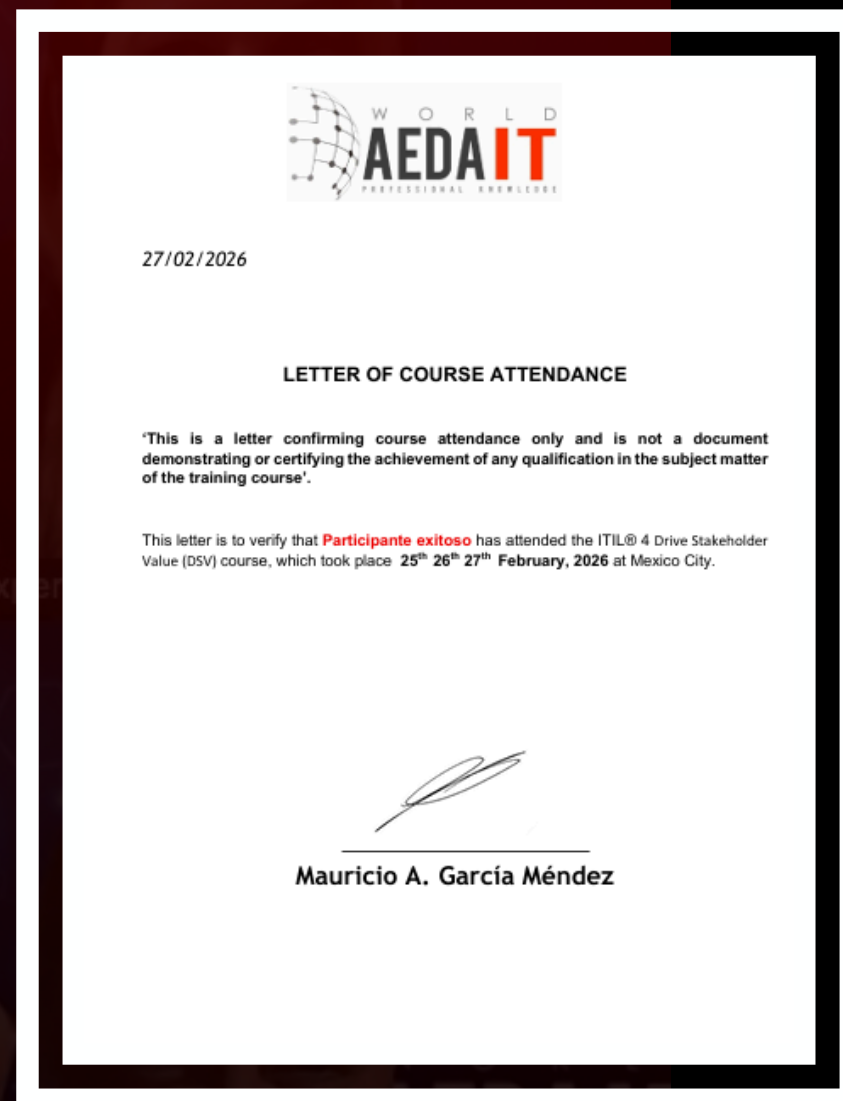 WORLD
AEDAIT
PROFESSIONAL KNOWLEDGE
27/02/2026
LETTER OF COURSE ATTENDANCE
‘This is a letter confirming course attendance only and is not a document
demonstrating or certifying the achievement of any qualification in the subject matter
of the training course'.
This letter is to verify that Participante exitoso has attended the ITIL® 4 Drive Stakeholder
Value (DSV) course, which took place 25th 26th 27th February, 2026 at Mexico City.
Mauricio A. García Méndez